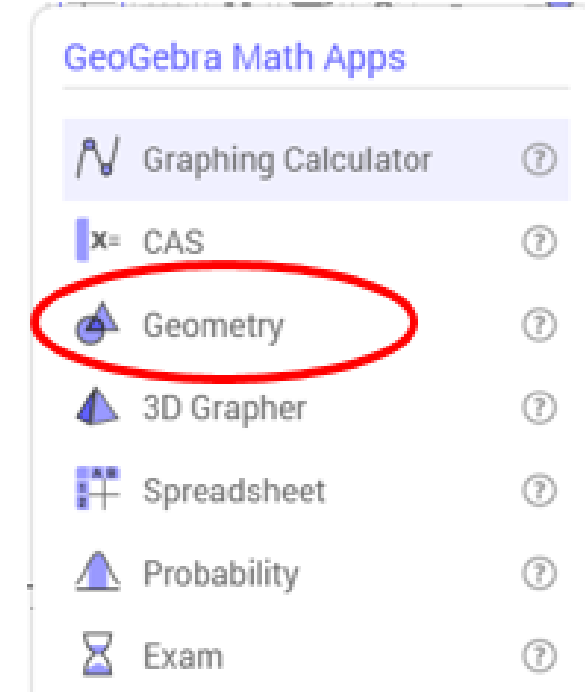 GeoGebra Math Apps
Graphing Calculator
x= CAS
Geometry
3D Grapher
Spreadsheet
Probability
Exam